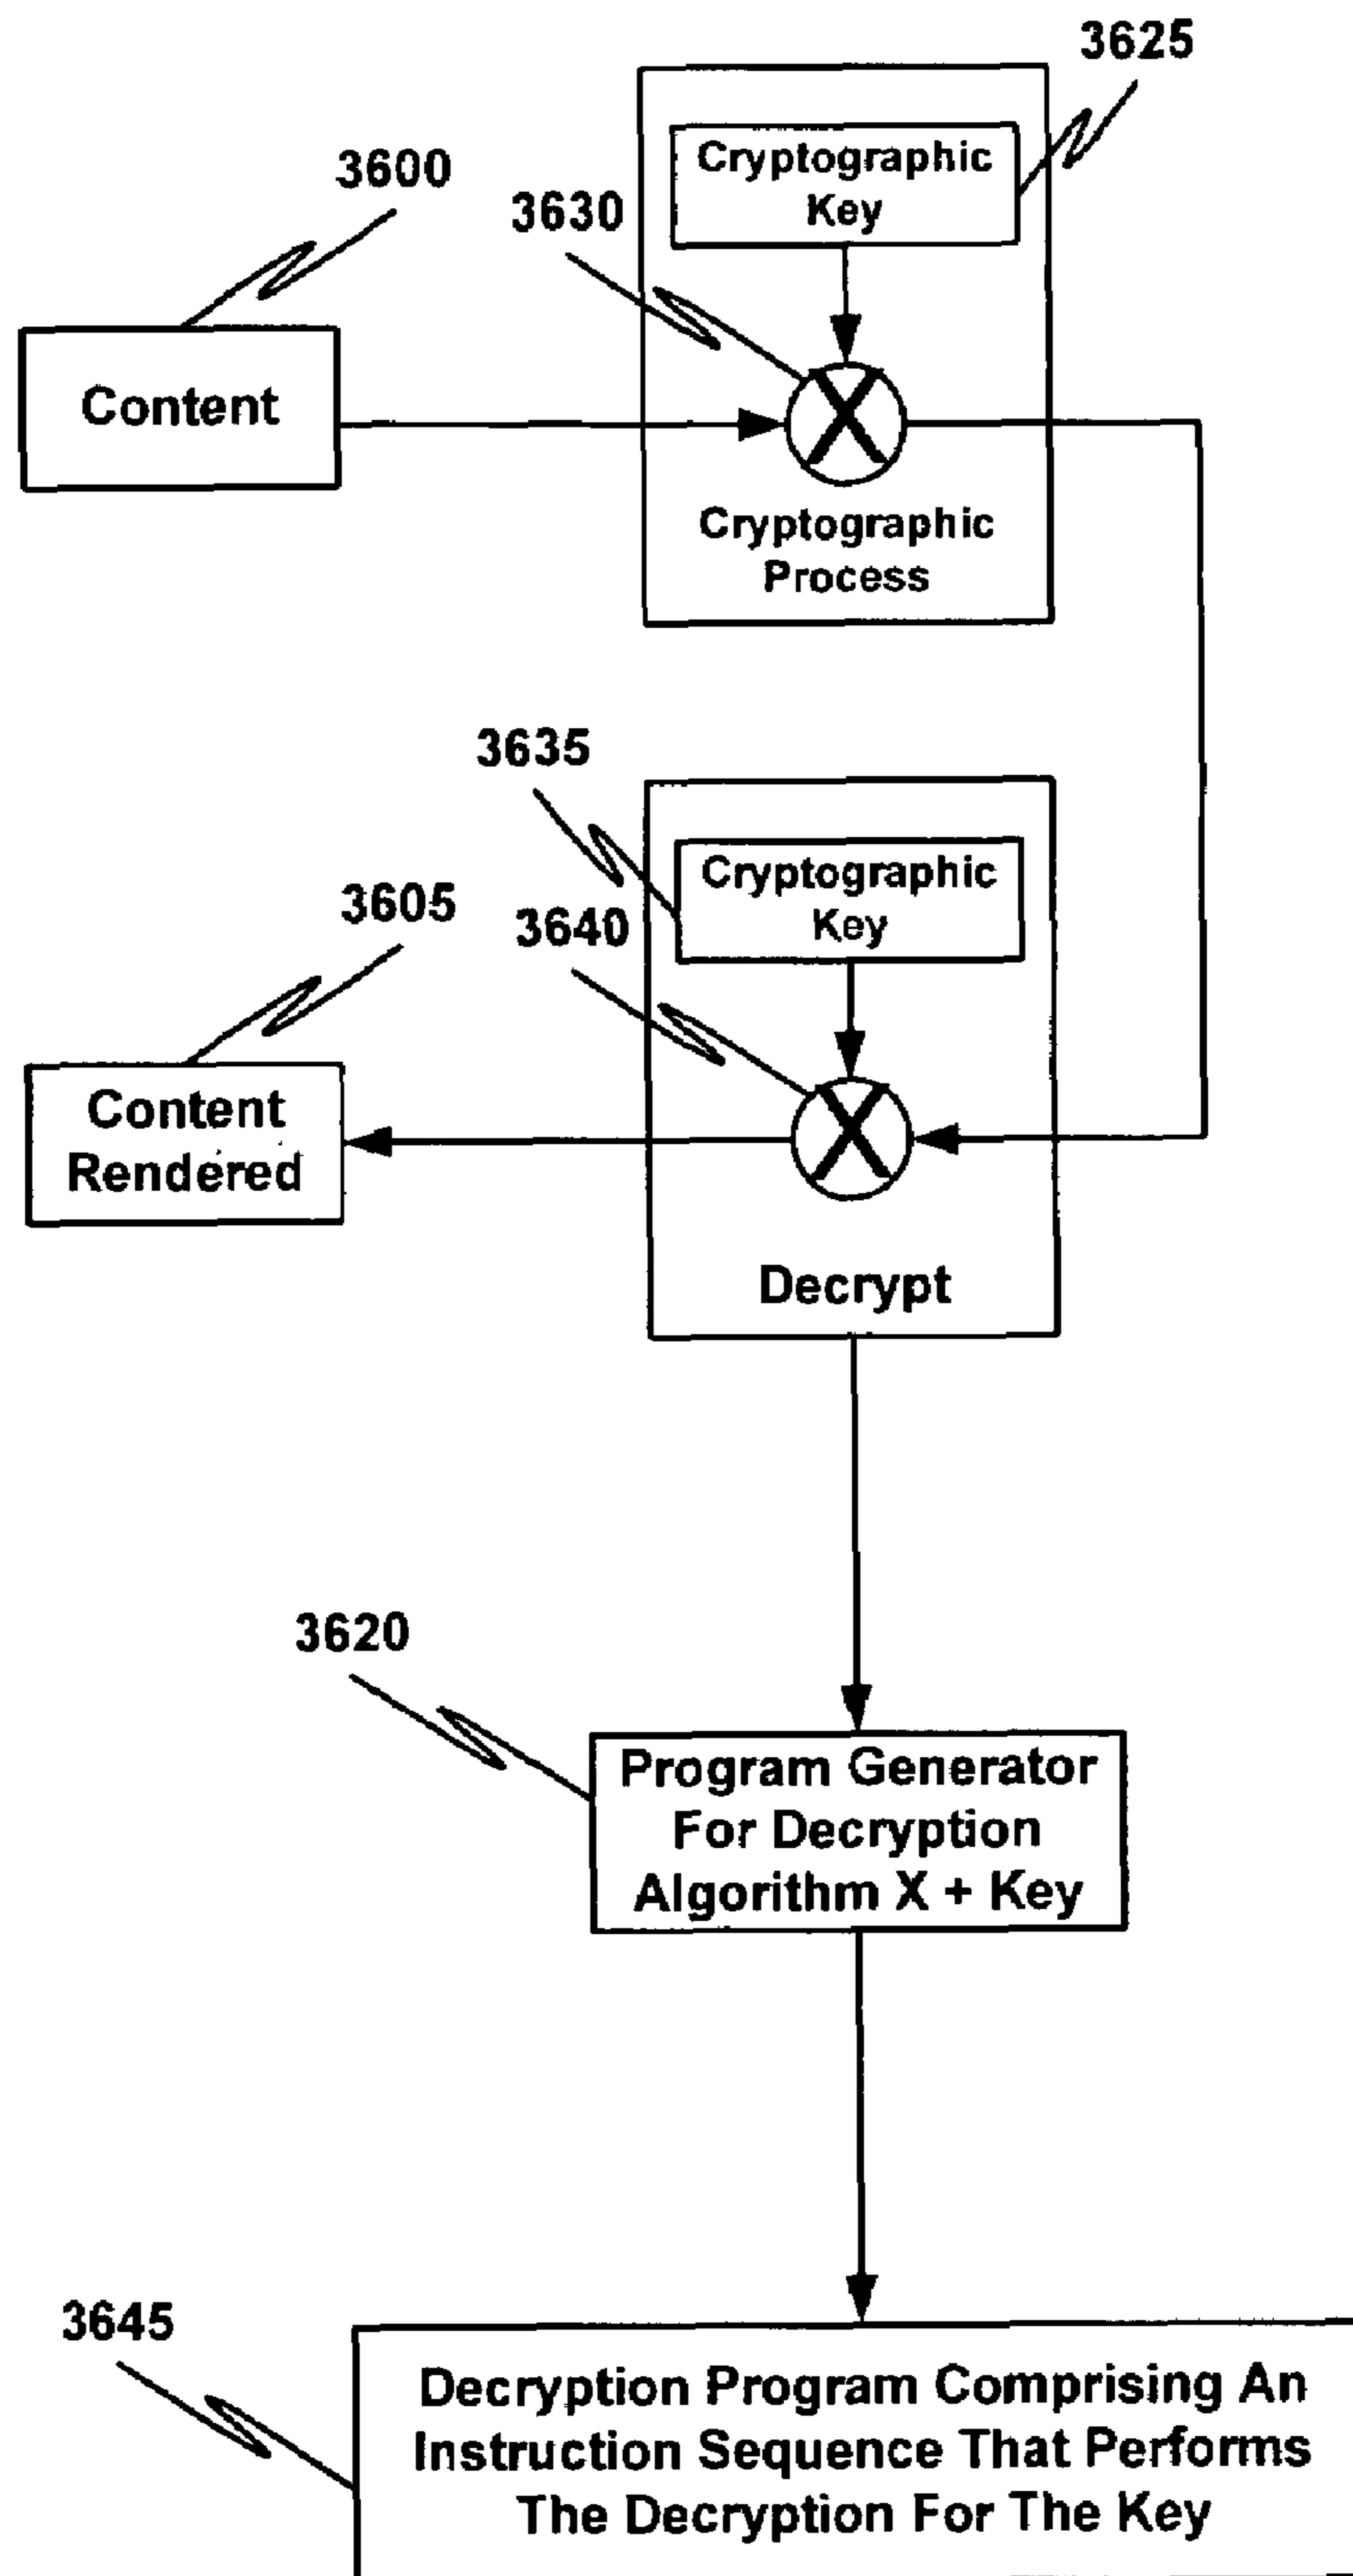 3625
Cryptographic
Key
3600
3630
Content
X
Cryptographic
Process
3635
Cryptographic
Key
3605
3640
Content
Rendered
X
Decrypt
3620
Program Generator
For Decryption
Algorithm X + Key
3645
Decryption Program Comprising An
Instruction Sequence That Performs
The Decryption For The Key